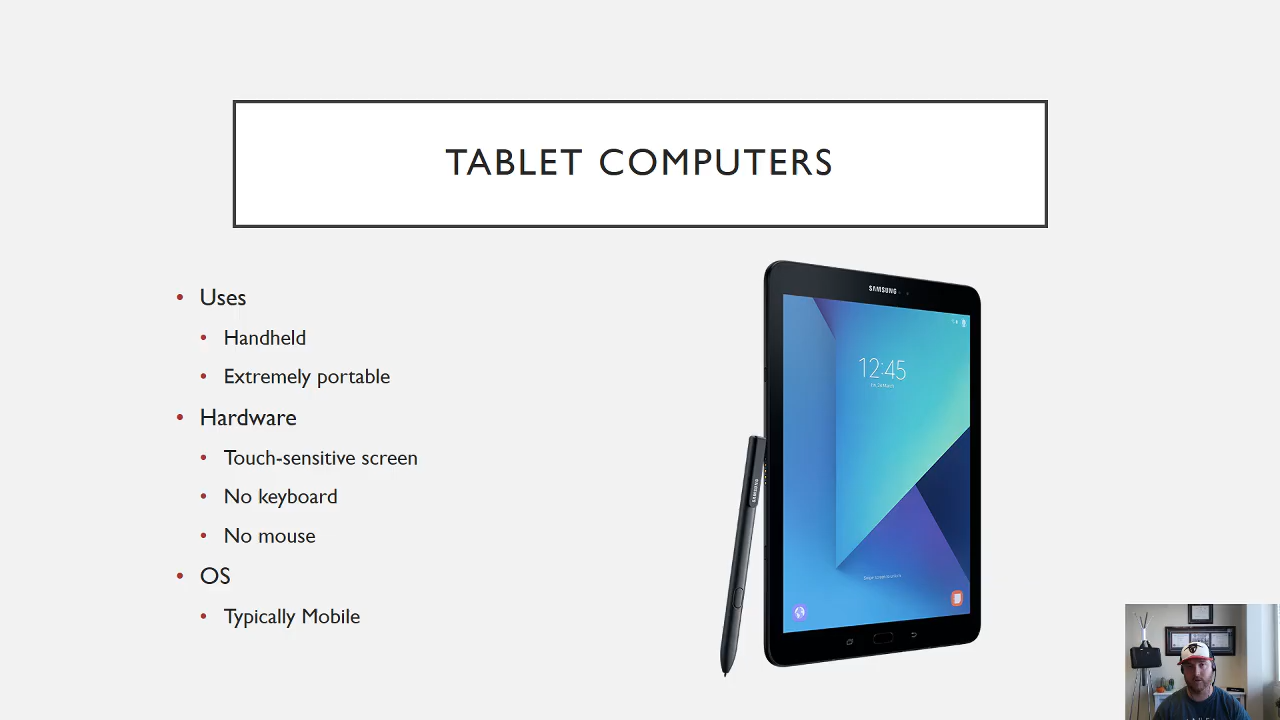 TABLET COMPUTERS
• Uses
• Handheld
• Extremely portable
• Hardware
• Touch-sensitive screen
• No keyboard
• No mouse
• OS
• Typically Mobile
SAMSUNG
12:45
SAMSUNG